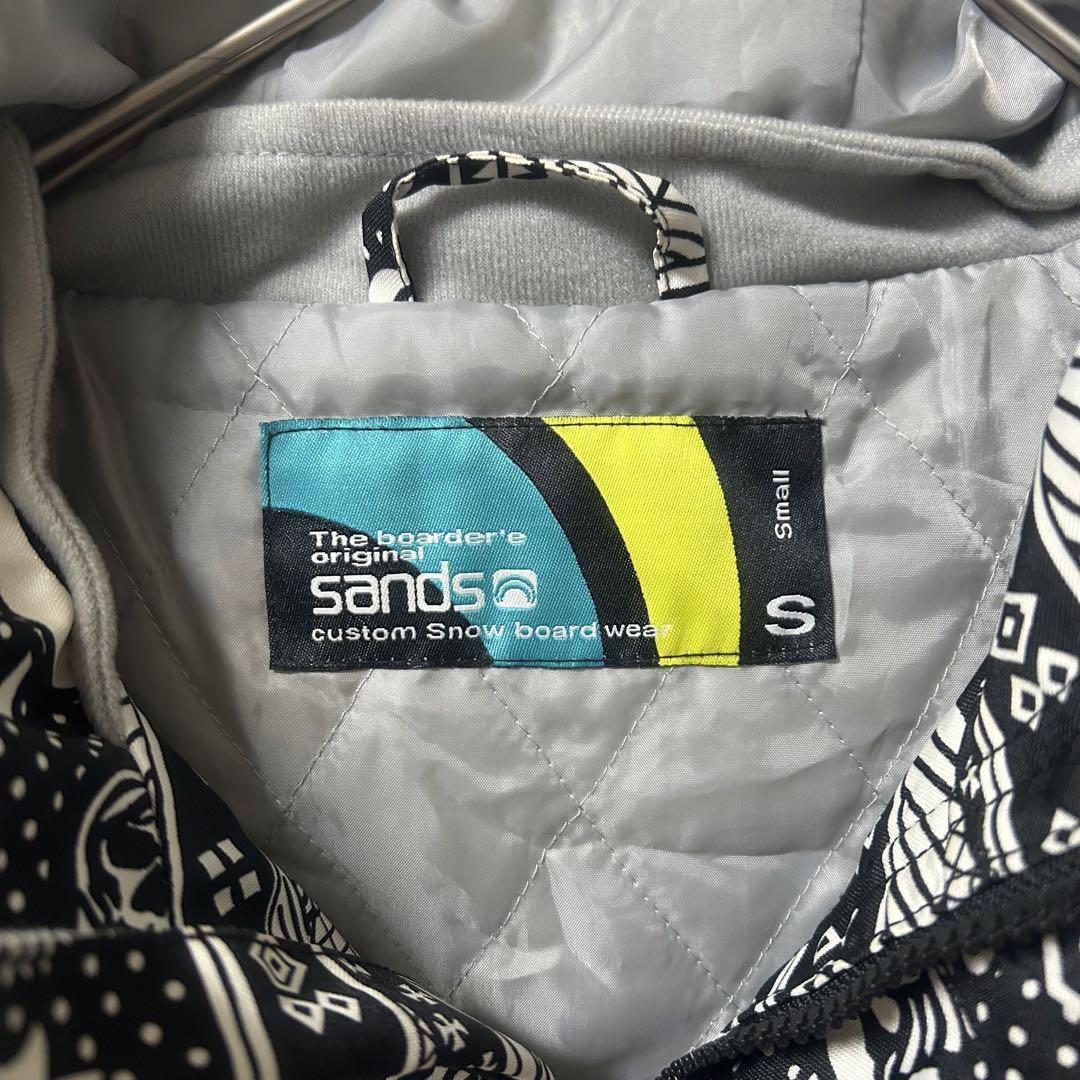 The boarder'e
original
sands
custom Snow board wear
Small
S